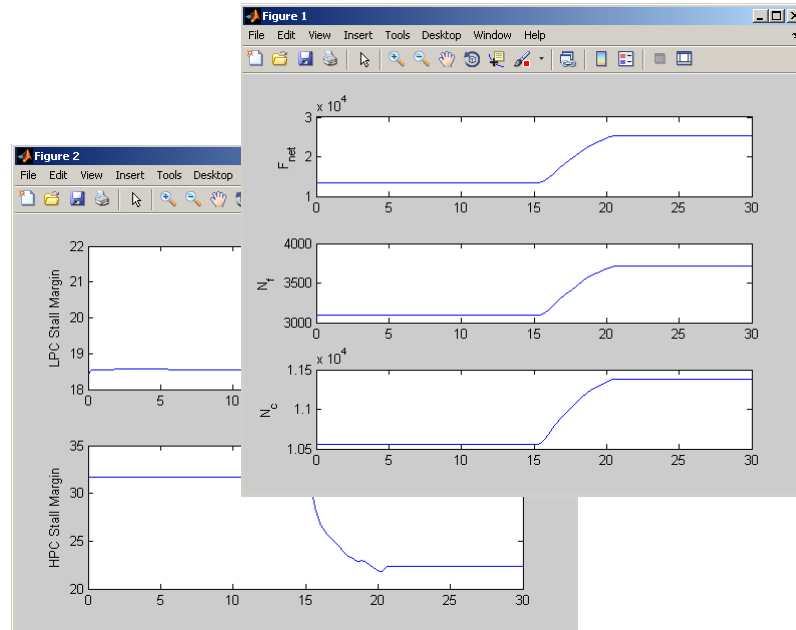 Figure 1
File Edit View Insert Tools Desktop Window Help
x 10^4
3
2
1
F_net
0 5 10 15 20 25 30
4000
3500
3000
N_f
0 5 10 15 20 25 30
x 10^4
1.15
1.1
1.05
N_c
0 5 10 15 20 25 30
Figure 2
File Edit View Insert Tools Desktop
22
21
20
19
18
LPC Stall Margin
0 5 10
35
30
25
20
HPC Stall Margin
0 5 10 15 20 25 30